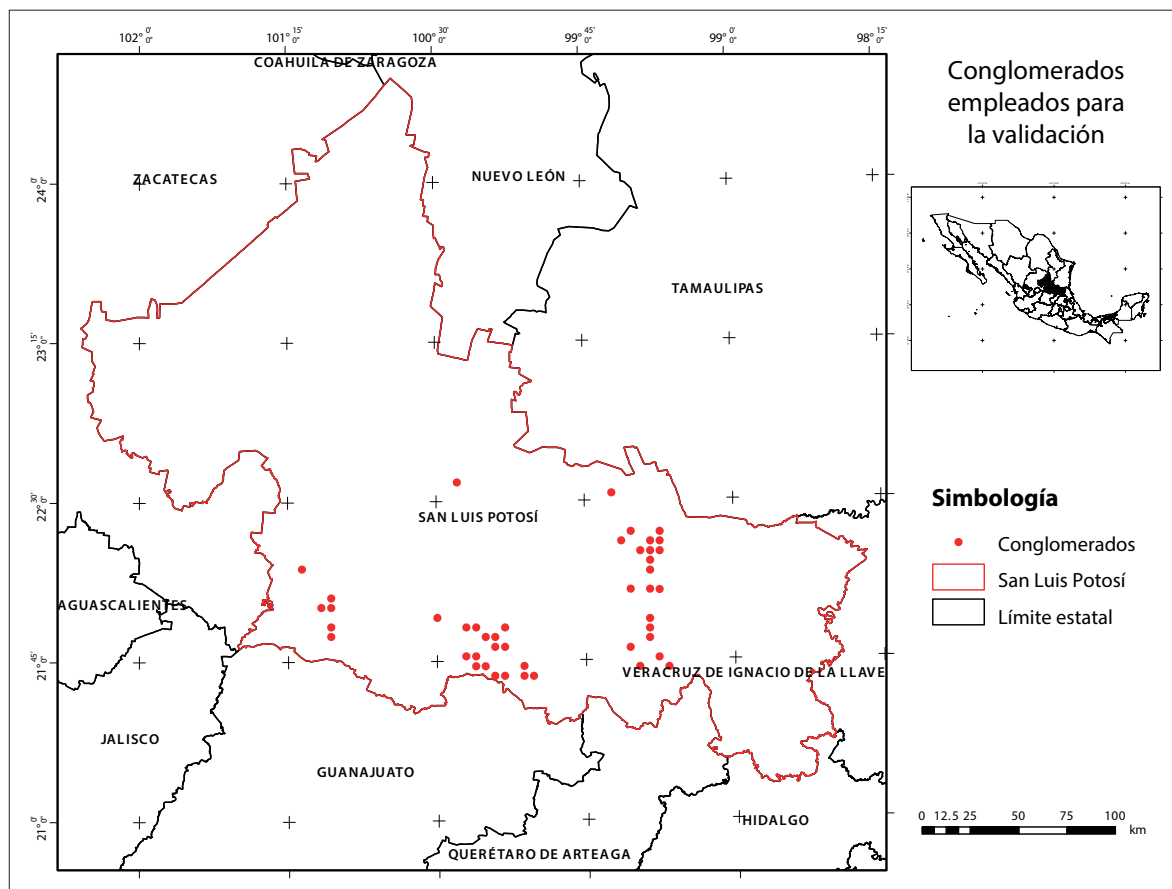 102° 0' 0"
101° 15' 0"
100° 30' 0"
99° 45' 0"
99° 0' 0"
98° 15' 0"
Conglomerados
empleados para
la validación
COAHUILA DE ZARAGOZA
ZACATECAS
NUEVO LEÓN
TAMAULIPAS
SAN LUIS POTOSÍ
AGUASCALIENTES
VERACRUZ DE IGNACIO DE LA LLAVE
JALISCO
GUANAJUATO
HIDALGO
QUERÉTARO DE ARTEAGA
24° 0' 0"
23° 15' 0"
22° 30' 0"
21° 45' 0"
21° 0' 0"
Simbología
Conglomerados
San Luis Potosí
Límite estatal
0 12.5 25 50 75 100
km